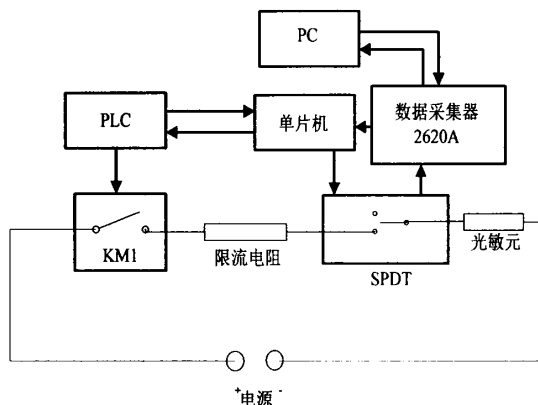 PC
PLC
单片机
数据采集器
2620A
KM1
限流电阻
SPDT
光敏元
+电源-